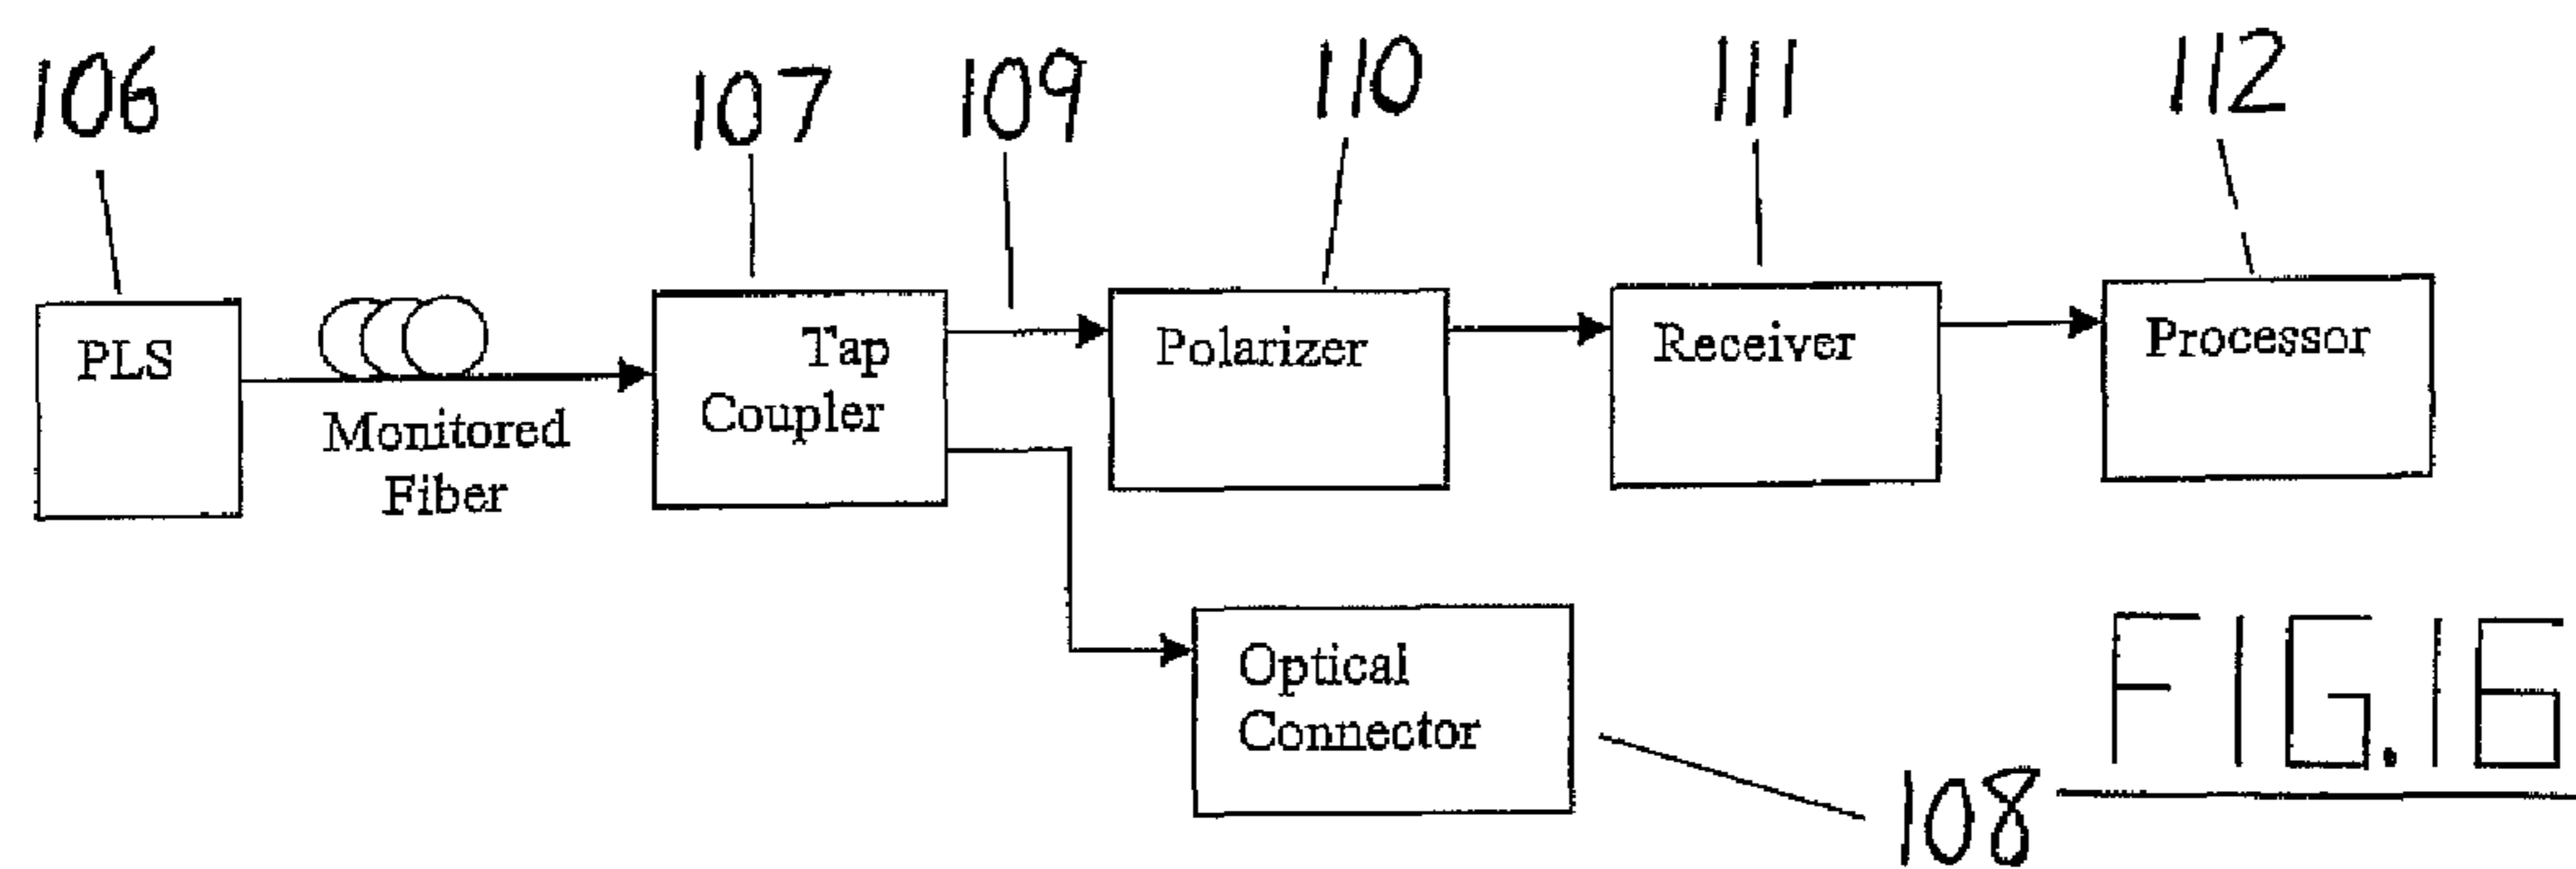 106
107
109
110
111
112
PLS
Monitored
Fiber
Tap
Coupler
Polarizer
Receiver
Processor
Optical
Connector
108
FIG.16